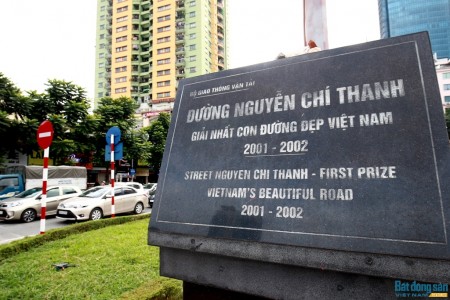 BỘ GIAO THÔNG VẬN TẢI
ĐƯỜNG NGUYỄN CHÍ THANH
GIẢI NHẤT CON ĐƯỜNG ĐẸP VIỆT NAM
2001 - 2002
STREET NGUYEN CHI THANH - FIRST PRIZE
VIETNAM'S BEAUTIFUL ROAD
2001 - 2002
Bất động sản
VIETNAM